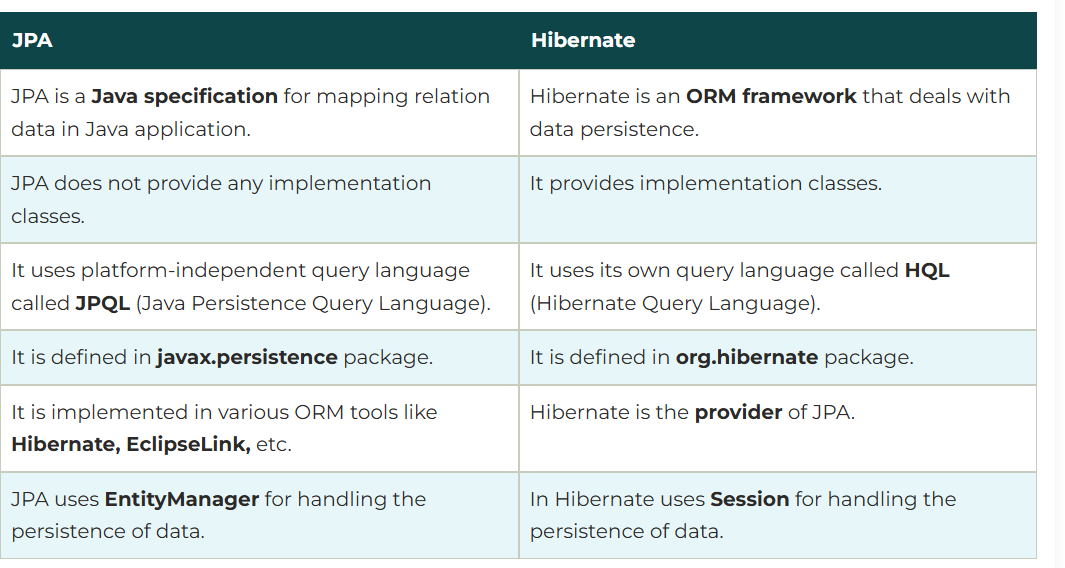 JPA
Hibernate
JPA is a Java specification for mapping relation
data in Java application.
Hibernate is an ORM framework that deals with
data persistence.
JPA does not provide any implementation
classes.
It provides implementation classes.
It uses platform-independent query language
called JPQL (Java Persistence Query Language).
It uses its own query language called HQL
(Hibernate Query Language).
It is defined in javax.persistence package.
It is defined in org.hibernate package.
It is implemented in various ORM tools like
Hibernate, EclipseLink, etc.
Hibernate is the provider of JPA.
JPA uses EntityManager for handling the
persistence of data.
In Hibernate uses Session for handling the
persistence of data.